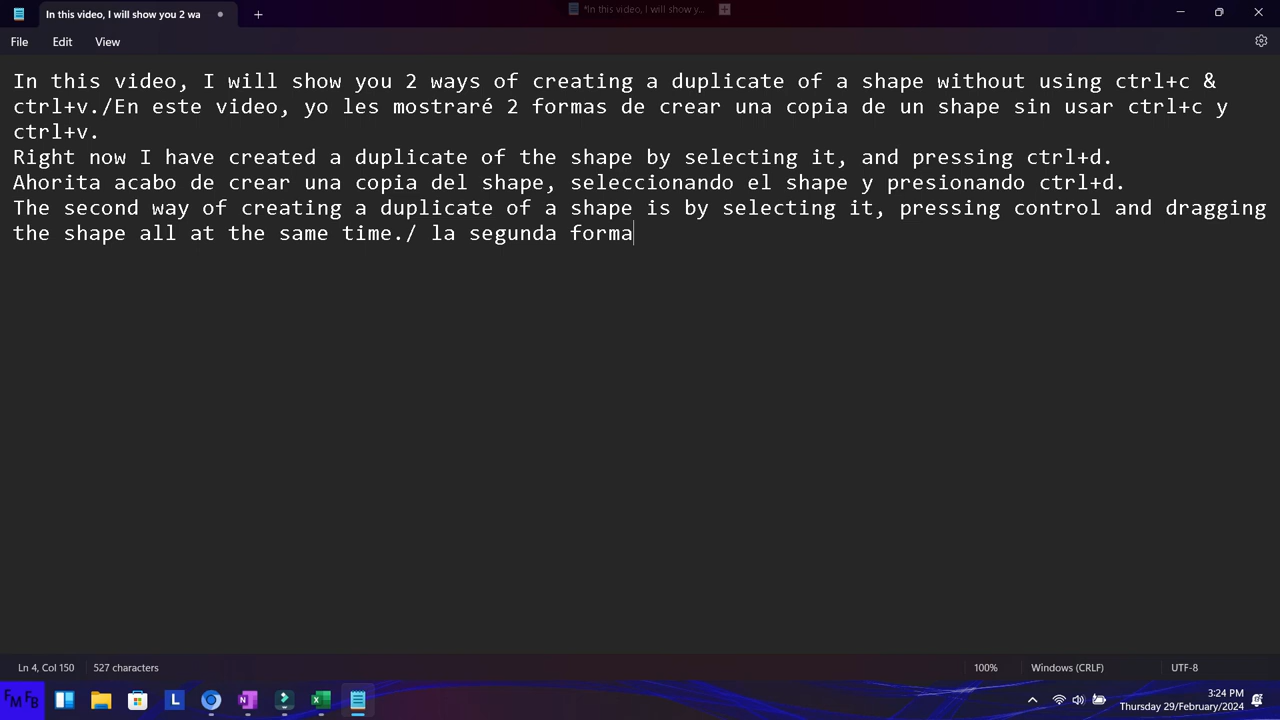 In this video, I will show you 2 wa
*In this video, I will show y...
File Edit View
In this video, I will show you 2 ways of creating a duplicate of a shape without using ctrl+c &
ctrl+v./En este video, yo les mostraré 2 formas de crear una copia de un shape sin usar ctrl+c y
ctrl+v.
Right now I have created a duplicate of the shape by selecting it, and pressing ctrl+d.
Ahorita acabo de crear una copia del shape, seleccionando el shape y presionando ctrl+d.
The second way of creating a duplicate of a shape is by selecting it, pressing control and dragging
the shape all at the same time./ la segunda forma
Ln 4, Col 150 527 characters 100% Windows (CRLF) UTF-8
FMFB
L
3:24 PM
Thursday 29/February/2024